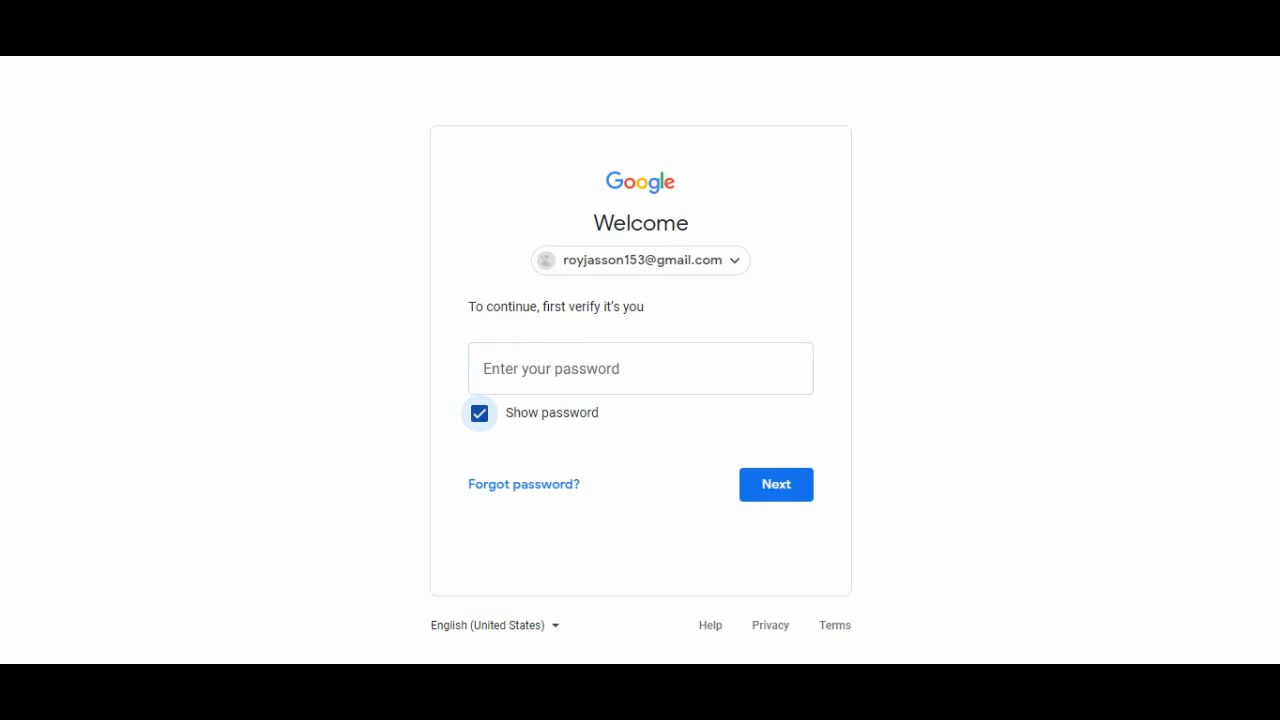 Google
Welcome
royjasson153@gmail.com
To continue, first verify it's you
Enter your password
Show password
Forgot password?
Next
English (United States)
Help Privacy Terms